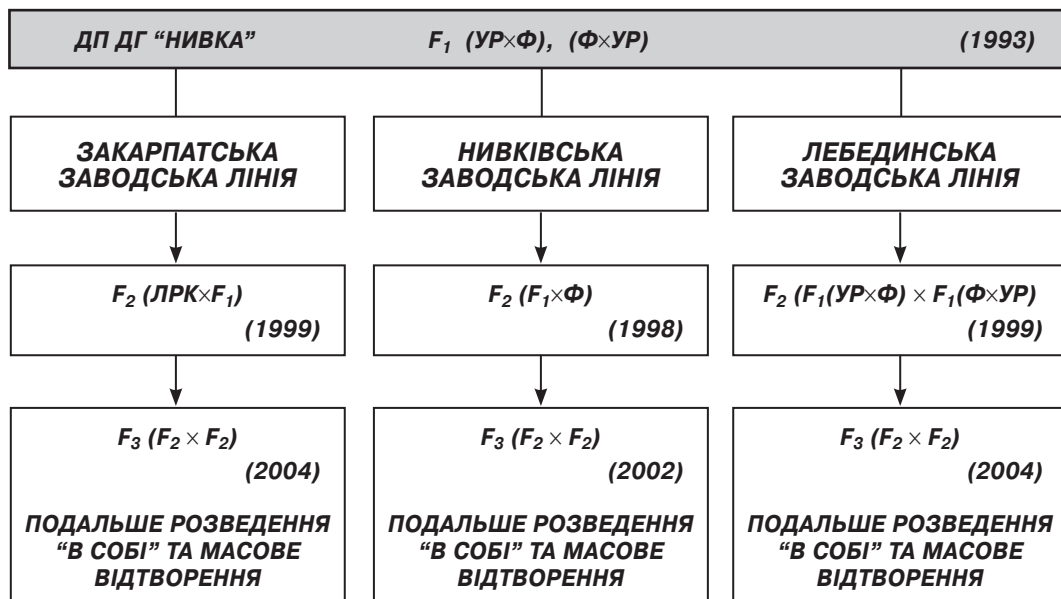 ДП ДГ “НИВКА” F₁ (УР×Ф), (Ф×УР) (1993)
ЗАКАРПАТСЬКА
ЗАВОДСЬКА ЛІНІЯ
F₂ (ЛРК×F₁)
(1999)
F₃ (F₂ × F₂)
(2004)
ПОДАЛЬШЕ РОЗВЕДЕННЯ
“В СОБІ” ТА МАСОВЕ
ВІДТВОРЕННЯ
НИВКІВСЬКА
ЗАВОДСЬКА ЛІНІЯ
F₂ (F₁×Ф)
(1998)
F₃ (F₂ × F₂)
(2002)
ПОДАЛЬШЕ РОЗВЕДЕННЯ
“В СОБІ” ТА МАСОВЕ
ВІДТВОРЕННЯ
ЛЕБЕДИНСЬКА
ЗАВОДСЬКА ЛІНІЯ
F₂ (F₁(УР×Ф) × F₁(Ф×УР)
(1999)
F₃ (F₂ × F₂)
(2004)
ПОДАЛЬШЕ РОЗВЕДЕННЯ
“В СОБІ” ТА МАСОВЕ
ВІДТВОРЕННЯ